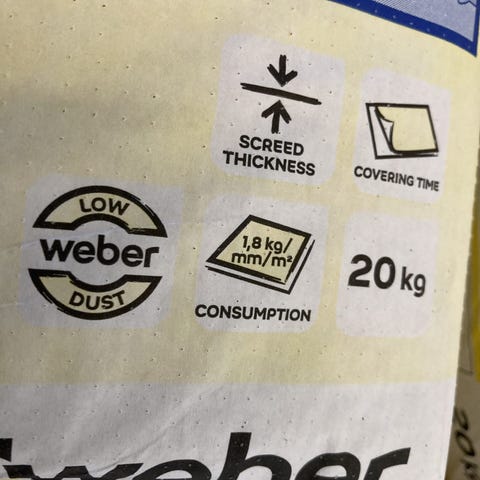 SCREED
THICKNESS
COVERING TIME
LOW
weber
DUST
1,8 kg/
mm/m²
CONSUMPTION
20 kg
weber